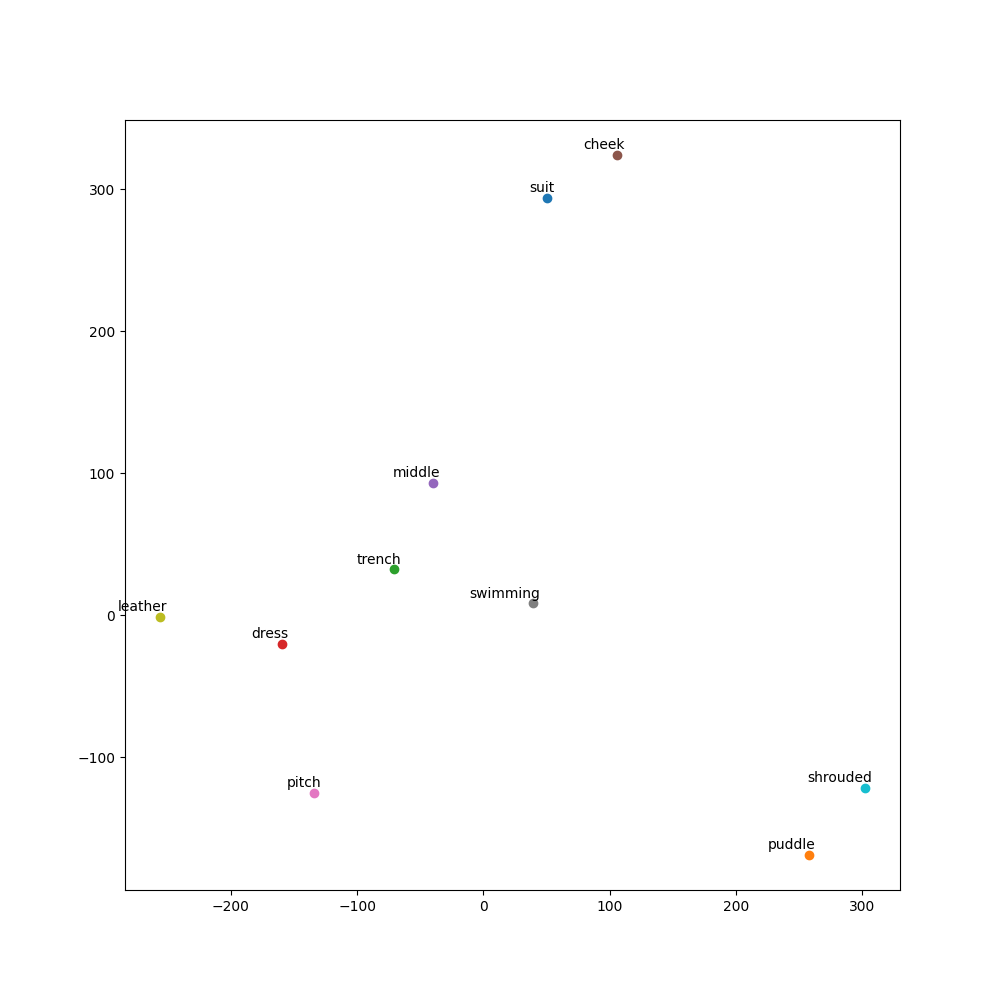 cheek
suit
300
200
middle
100
trench
swimming
leather
0
dress
−100
shrouded
pitch
puddle
−200
−100
0
100
200
300